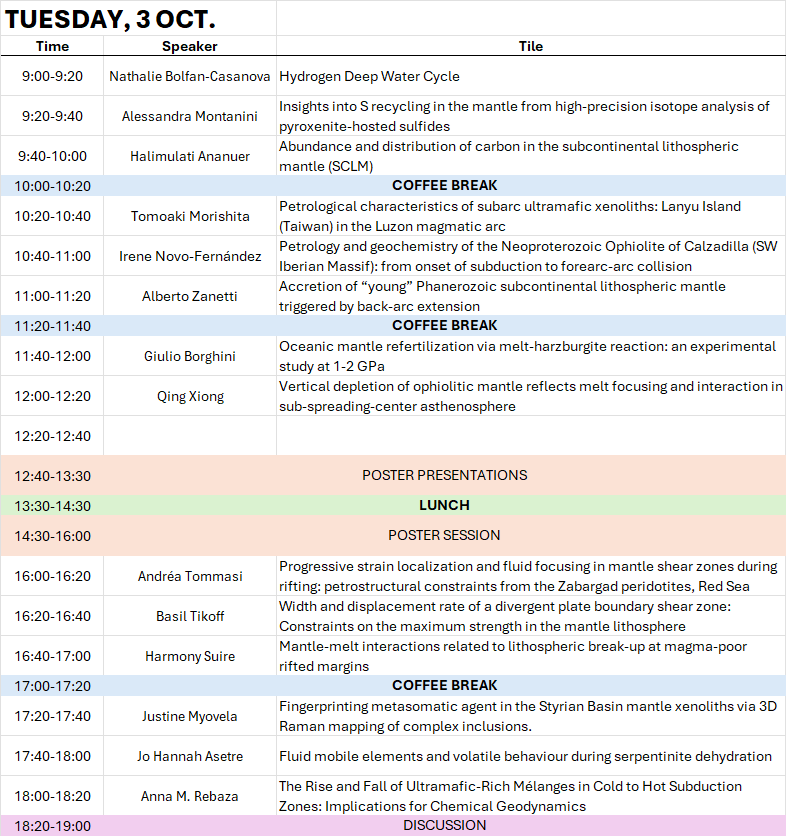 TUESDAY, 3 OCT.
Time Speaker Tile
9:00-9:20 Nathalie Bolfan-Casanova Hydrogen Deep Water Cycle
9:20-9:40 Alessandra Montanini Insights into S recycling in the mantle from high-precision isotope analysis of
pyroxenite-hosted sulfides
9:40-10:00 Halimulati Ananuer Abundance and distribution of carbon in the subcontinental lithospheric
mantle (SCLM)
10:00-10:20 COFFEE BREAK
10:20-10:40 Tomoaki Morishita Petrological characteristics of subarc ultramafic xenoliths: Lanyu Island
(Taiwan) in the Luzon magmatic arc
10:40-11:00 Irene Novo-Fernández Petrology and geochemistry of the Neoproterozoic Ophiolite of Calzadilla (SW
Iberian Massif): from onset of subduction to forearc-arc collision
11:00-11:20 Alberto Zanetti Accretion of “young” Phanerozoic subcontinental lithospheric mantle
triggered by back-arc extension
11:20-11:40 COFFEE BREAK
11:40-12:00 Giulio Borghini Oceanic mantle refertilization via melt-harzburgite reaction: an experimental
study at 1-2 GPa
12:00-12:20 Qing Xiong Vertical depletion of ophiolitic mantle reflects melt focusing and interaction in
sub-spreading-center asthenosphere
12:20-12:40
12:40-13:30 POSTER PRESENTATIONS
13:30-14:30 LUNCH
14:30-16:00 POSTER SESSION
16:00-16:20 Andréa Tommasi Progressive strain localization and fluid focusing in mantle shear zones during
rifting: petrostructural constraints from the Zabargad peridotites, Red Sea
16:20-16:40 Basil Tikoff Width and displacement rate of a divergent plate boundary shear zone:
Constraints on the maximum strength in the mantle lithosphere
16:40-17:00 Harmony Suire Mantle-melt interactions related to lithospheric break-up at magma-poor
rifted margins
17:00-17:20 COFFEE BREAK
17:20-17:40 Justine Myovela Fingerprinting metasomatic agent in the Styrian Basin mantle xenoliths via 3D
Raman mapping of complex inclusions.
17:40-18:00 Jo Hannah Asetre Fluid mobile elements and volatile behaviour during serpentinite dehydration
18:00-18:20 Anna M. Rebaza The Rise and Fall of Ultramafic-Rich Mélanges in Cold to Hot Subduction
Zones: Implications for Chemical Geodynamics
18:20-19:00 DISCUSSION